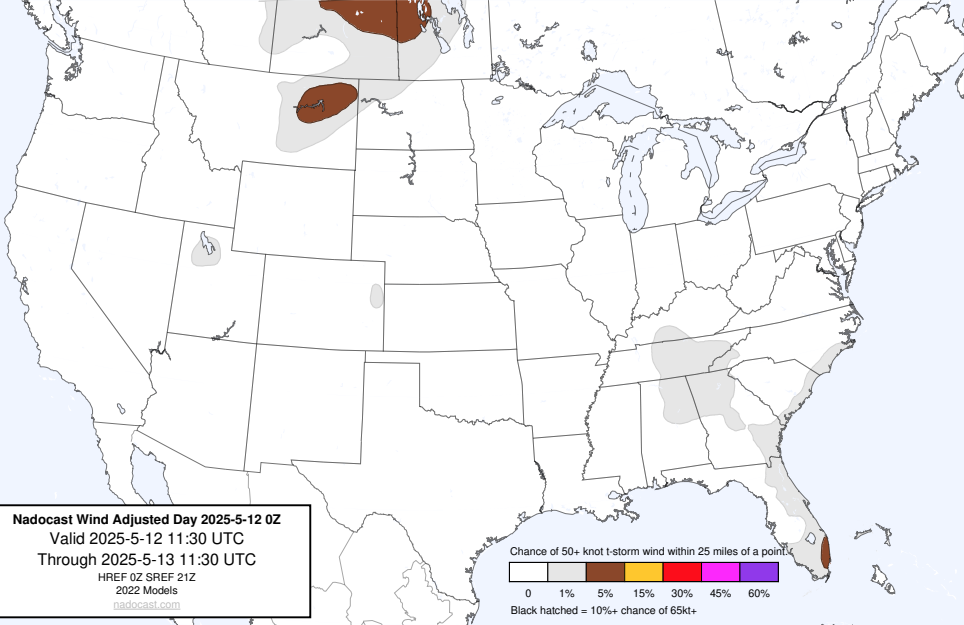 Nadocast Wind Adjusted Day 2025-5-12 0Z
Valid 2025-5-12 11:30 UTC
Through 2025-5-13 11:30 UTC
HREF 0Z SREF 21Z
2022 Models
nadocast.com
Chance of 50+ knot t-storm wind within 25 miles of a point.
0 1% 5% 15% 30% 45% 60%
Black hatched = 10%+ chance of 65kt+